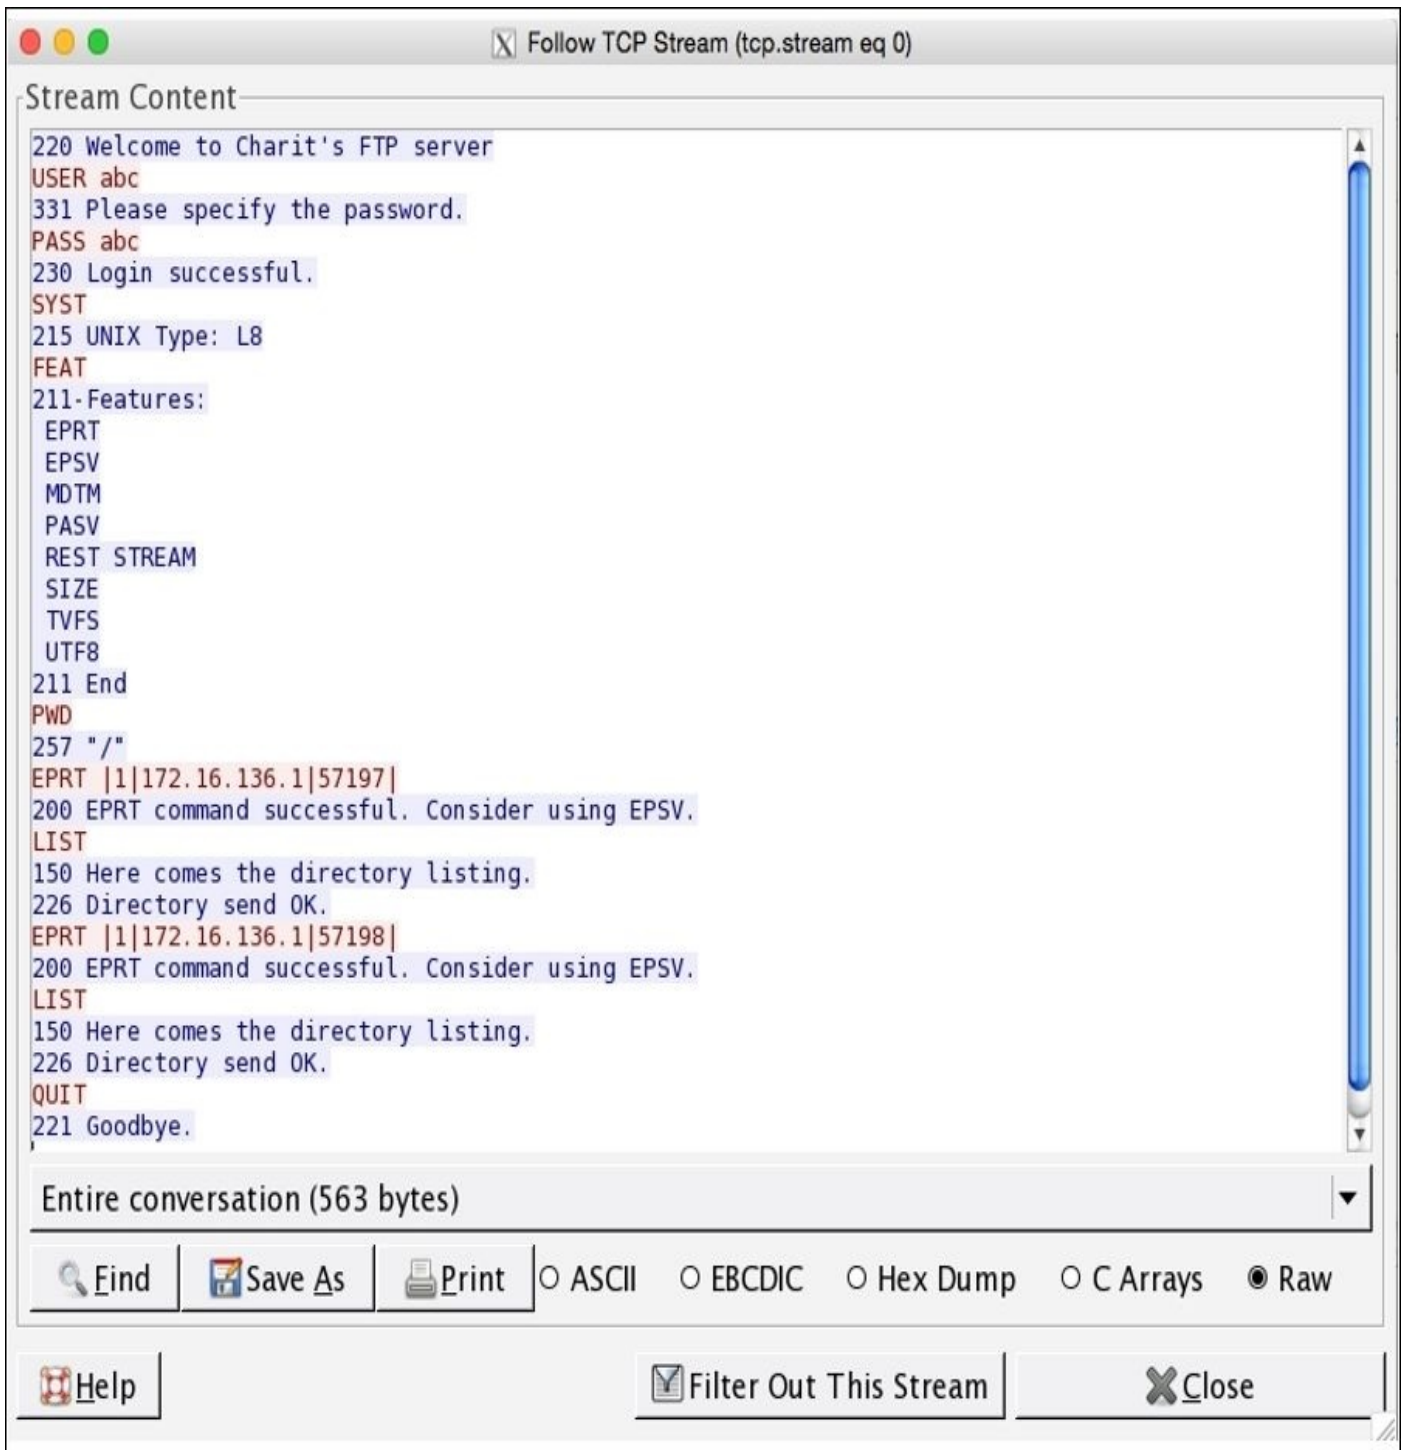 Follow TCP Stream (tcp.stream eq 0)
Stream Content
220 Welcome to Charit's FTP server
USER abc
331 Please specify the password.
PASS abc
230 Login successful.
SYST
215 UNIX Type: L8
FEAT
211-Features:
EPRT
EPSV
MDTM
PASV
REST STREAM
SIZE
TVFS
UTF8
211 End
PWD
257 "/"
EPRT |1|172.16.136.1|57197|
200 EPRT command successful. Consider using EPSV.
LIST
150 Here comes the directory listing.
226 Directory send OK.
EPRT |1|172.16.136.1|57198|
200 EPRT command successful. Consider using EPSV.
LIST
150 Here comes the directory listing.
226 Directory send OK.
QUIT
221 Goodbye.
Entire conversation (563 bytes)
Find Save As Print ASCII EBCDIC Hex Dump C Arrays Raw
Help Filter Out This Stream Close